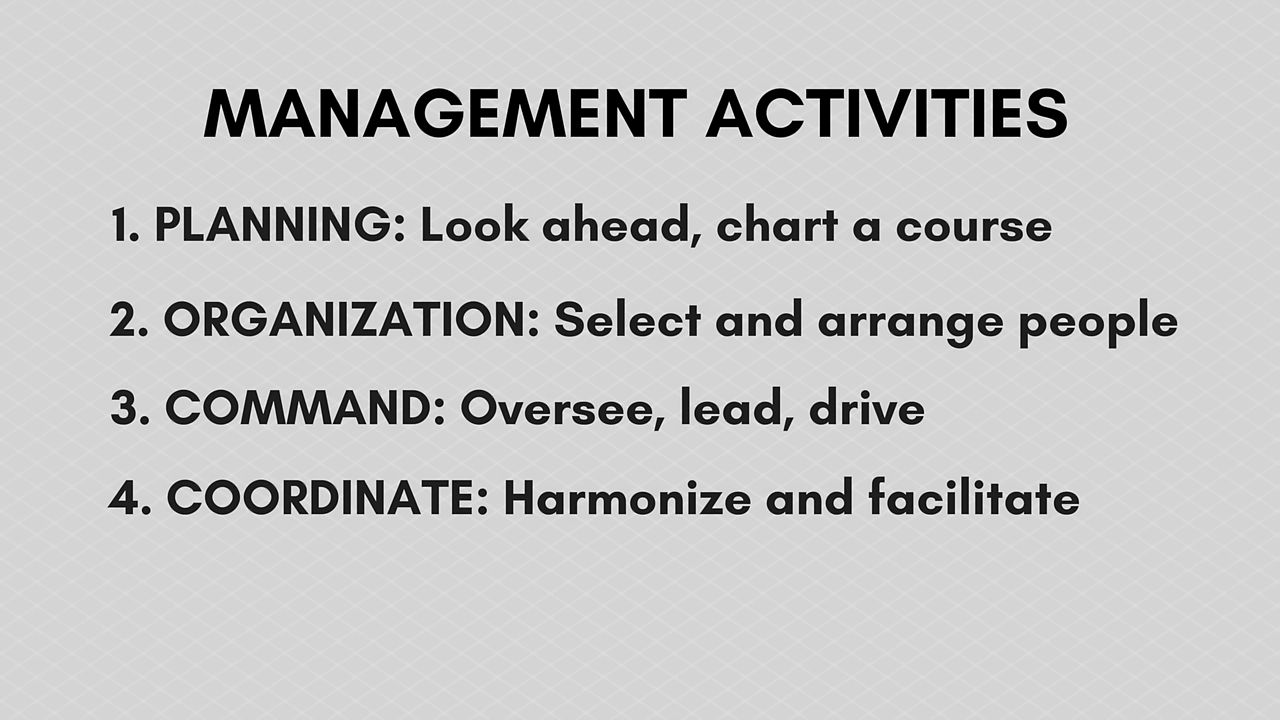 MANAGEMENT ACTIVITIES
1. PLANNING: Look ahead, chart a course
2. ORGANIZATION: Select and arrange people
3. COMMAND: Oversee, lead, drive
4. COORDINATE: Harmonize and facilitate